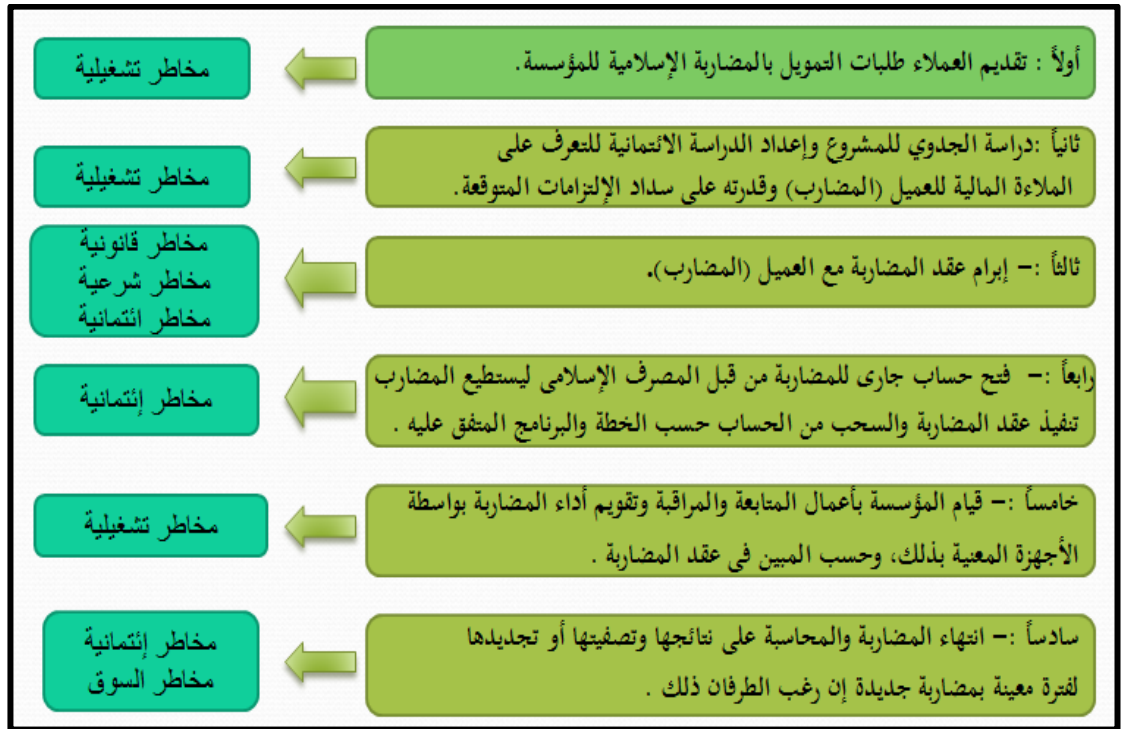 أولاً : تقديم العملاء طلبات التمويل بالمضاربة الإسلامية للمؤسسة.
مخاطر تشغيلية
ثانياً :دراسة الجدوي للمشروع وإعداد الدراسة الائتمانية للتعرف على
الملاءة المالية للعميل (المضارب) وقدرته على سداد الإلتزامات المتوقعة.
مخاطر تشغيلية
ثالثاً :– إبرام عقد المضاربة مع العميل (المضارب).
مخاطر قانونية
مخاطر شرعية
مخاطر ائتمانية
رابعاً :– فتح حساب جارى للمضاربة من قبل المصرف الإسلامى ليستطيع المضارب
تنفيذ عقد المضاربة والسحب من الحساب حسب الخطة والبرنامج المتفق عليه .
مخاطر إئتمانية
خامساً :– قيام المؤسسة بأعمال المتابعة والمراقبة وتقويم أداء المضاربة بواسطة
الأجهزة المعنية بذلك، وحسب المبين فى عقد المضاربة .
مخاطر تشغيلية
سادساً :– انتهاء المضاربة والمحاسبة على نتائجها وتصفيتها أو تجديدها
لفترة معينة بمضاربة جديدة إن رغب الطرفان ذلك .
مخاطر إئتمانية
مخاطر السوق